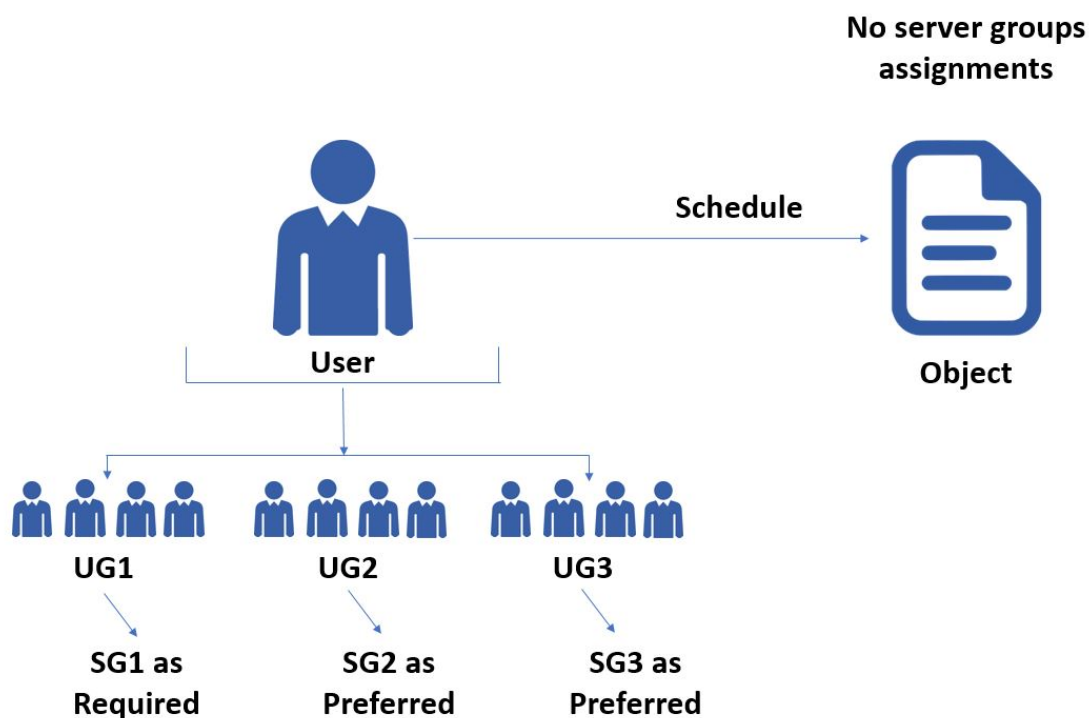 No server groups
assignments
Schedule
User
Object
UG1
UG2
UG3
SG1 as
Required
SG2 as
Preferred
SG3 as
Preferred